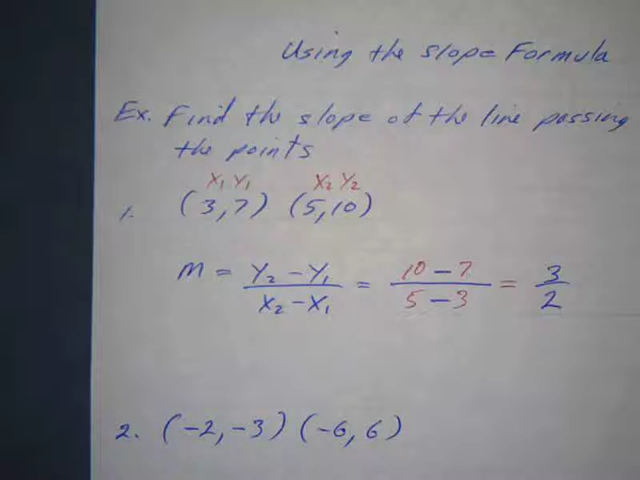 Using the slope Formula
Ex. Find the slope of the line passing
the points
X₁ Y₁ X₂ Y₂
1. (3,7) (5,10)
m = Y₂ - Y₁ / X₂ - X₁ = 10 - 7 / 5 - 3 = 3 / 2
2. (-2,-3) (-6,6)